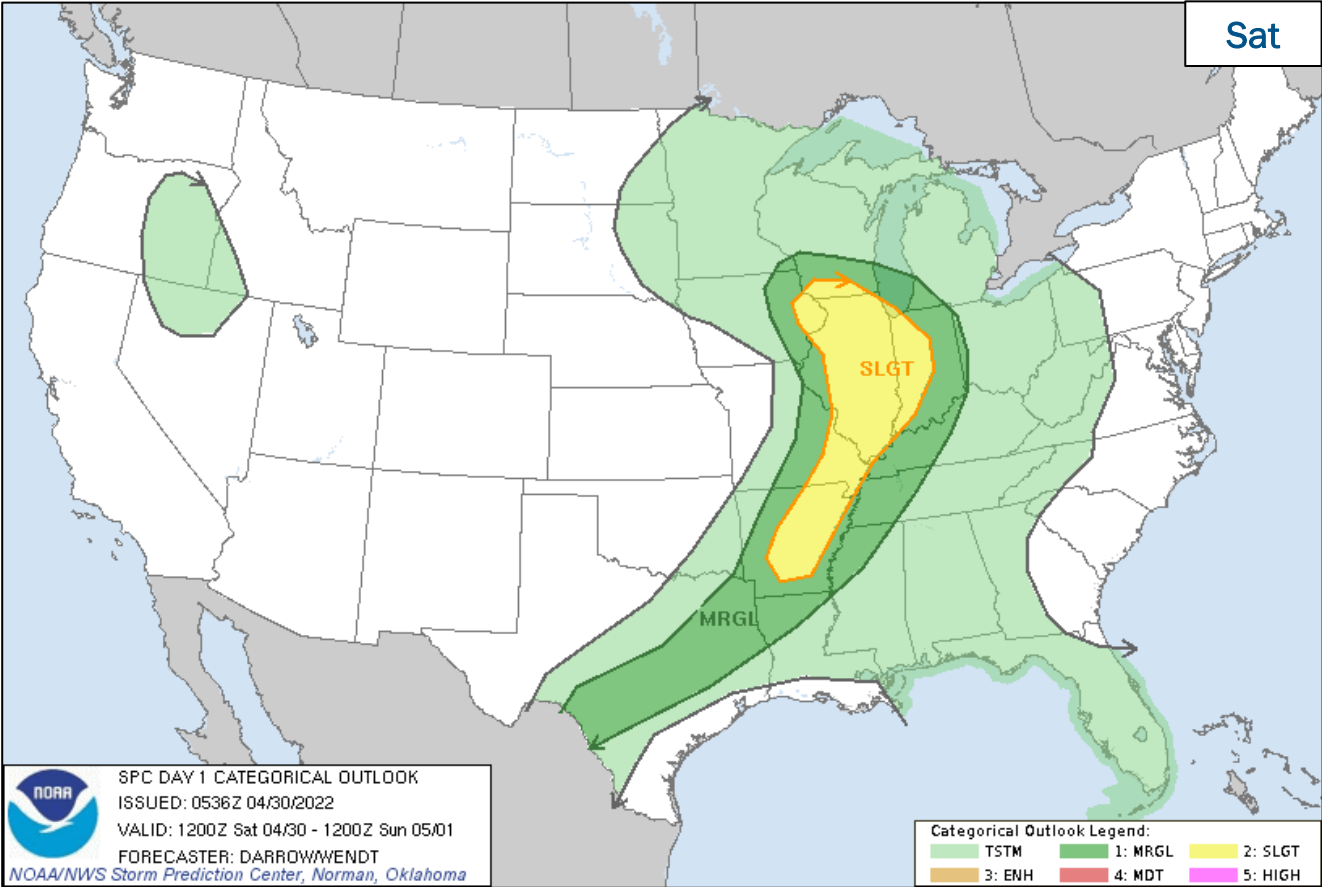 Sat
SLGT
MRGL
NOAA
SPC DAY 1 CATEGORICAL OUTLOOK
ISSUED: 0536Z 04/30/2022
VALID: 1200Z Sat 04/30 - 1200Z Sun 05/01
FORECASTER: DARROW/WENDT
NOAA/NWS Storm Prediction Center, Norman, Oklahoma
Categorical Outlook Legend:
TSTM 1: MRGL 2: SLGT
3: ENH 4: MDT 5: HIGH